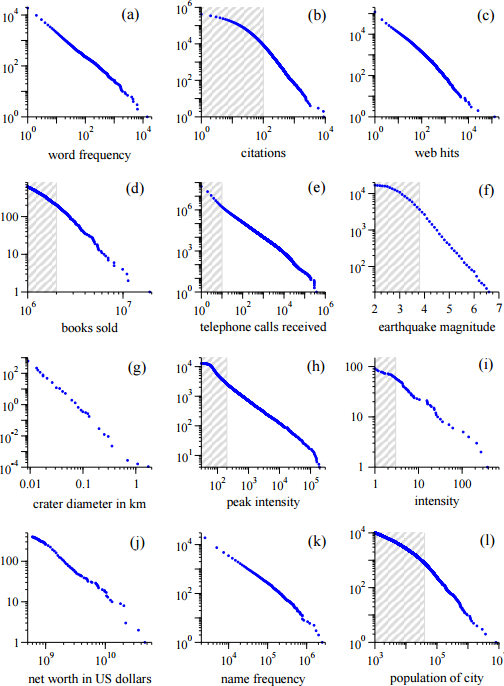 (a) (b) (c)
10^4 10^6 10^4
10^2 10^4 10^2
10^2
10^0 10^0 10^0
10^0 10^2 10^4 10^0 10^2 10^4 10^0 10^2 10^4
word frequency citations web hits
(d) (e) (f)
100 10^6 10^4
10^4
10 10^3
10^2
1 10^0 10^2
10^6 10^7 10^0 10^2 10^4 10^6 2 3 4 5 6 7
books sold telephone calls received earthquake magnitude
(g) (h) (i)
10^2 10^4 100
10^0 10^3
10^-2 10^2 10
10^-4 10^1 1
0.01 0.1 1 10^2 10^3 10^4 10^5 1 10 100
crater diameter in km peak intensity intensity
(j) (k) (l)
100 10^4 10^4
10 10^2 10^2
1 10^0 10^0
10^9 10^10 10^4 10^5 10^6 10^3 10^5 10^7
net worth in US dollars name frequency population of city